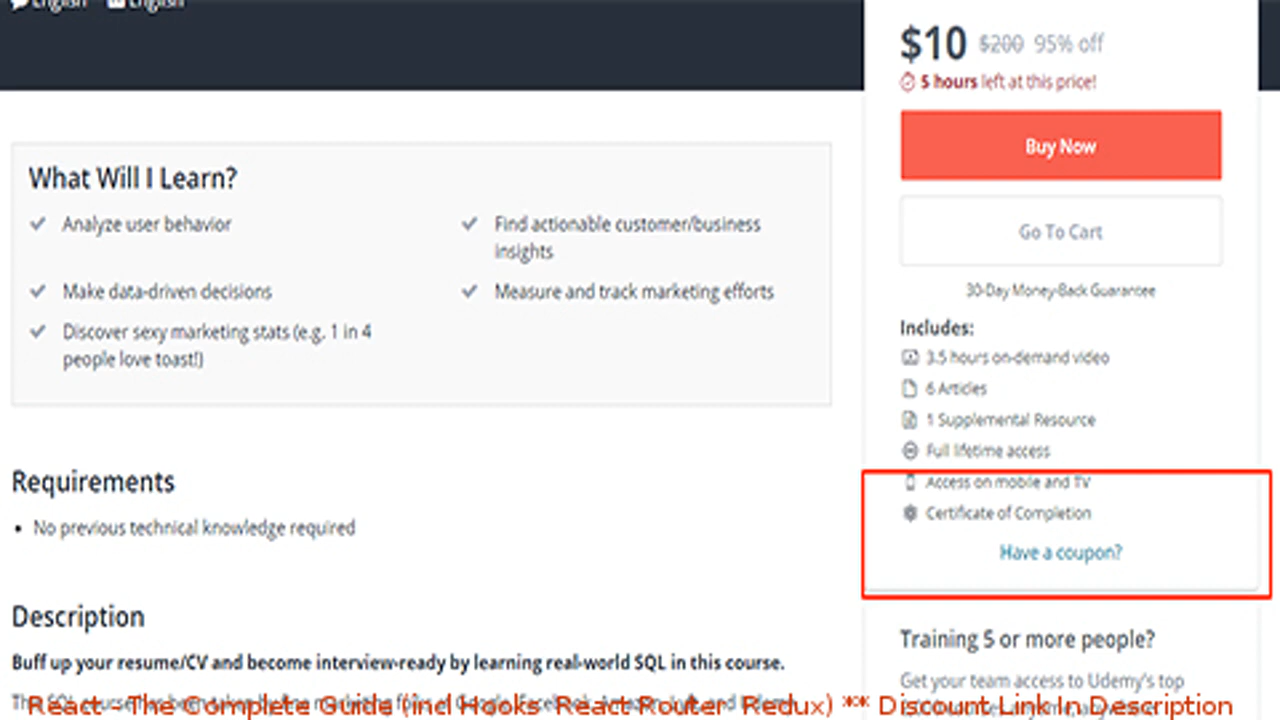 English English
What Will I Learn?
Analyze user behavior
Find actionable customer/business
insights
Make data-driven decisions
Measure and track marketing efforts
Discover sexy marketing stats (e.g. 1 in 4
people love toast!)
Requirements
No previous technical knowledge required
Description
Buff up your resume/CV and become interview-ready by learning real-world SQL in this course.
$10 $200 95% off
5 hours left at this price!
Buy Now
Go To Cart
30-Day Money-Back Guarantee
Includes:
3.5 hours on-demand video
6 Articles
1 Supplemental Resource
Full lifetime access
Access on mobile and TV
Certificate of Completion
Have a coupon?
Training 5 or more people?
Get your team access to Udemy's top
React - The Complete Guide (incl Hooks React Router Redux) ** Discount Link In Description